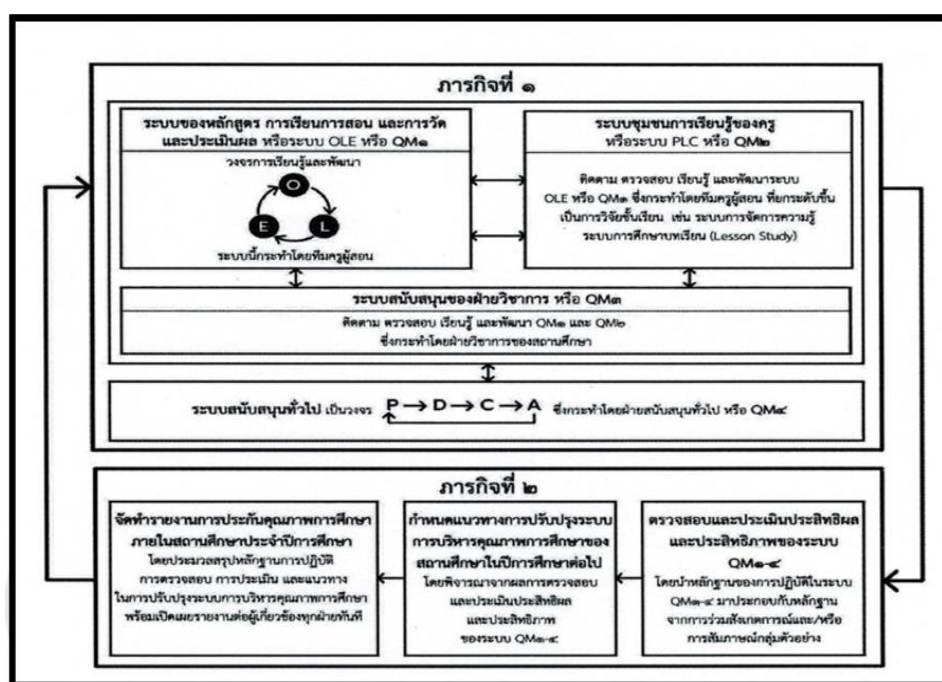 ภารกิจที่ ๑
ระบบของหลักสูตร การเรียนการสอน และการวัด
และประเมินผล หรือระบบ OLE หรือ QM๑
วงจรการเรียนรู้และพัฒนา
O
E
L
ระบบนี้กระทำโดยทีมครูผู้สอน
ระบบชุมชนการเรียนรู้ของครู
หรือระบบ PLC หรือ QM๒
ติดตาม ตรวจสอบ เรียนรู้ และพัฒนาระบบ
OLE หรือ QM๑ ซึ่งกระทำโดยทีมครูผู้สอน ที่ยกระดับขึ้น
เป็นการวิจัยชั้นเรียน เช่น ระบบการจัดการความรู้
ระบบการศึกษาบทเรียน (Lesson Study)
ระบบสนับสนุนของฝ่ายวิชาการ หรือ QM๓
ติดตาม ตรวจสอบ เรียนรู้ และพัฒนา QM๑ และ QM๒
ซึ่งกระทำโดยฝ่ายวิชาการของสถานศึกษา
ระบบสนับสนุนทั่วไป เป็นวงจร P → D → C → A ซึ่งกระทำโดยฝ่ายสนับสนุนทั่วไป หรือ QM๔
ภารกิจที่ ๒
จัดทำรายงานการประกันคุณภาพการศึกษา
ภายในสถานศึกษาประจำปีการศึกษา
โดยประมวลสรุปหลักฐานการปฏิบัติ
การตรวจสอบ การประเมิน และแนวทาง
ในการปรับปรุงระบบการบริหารคุณภาพการศึกษา
พร้อมเปิดเผยรายงานต่อผู้เกี่ยวข้องทุกฝ่ายทันที
กำหนดแนวทางการปรับปรุงระบบ
การบริหารคุณภาพการศึกษาของ
สถานศึกษาในปีการศึกษาต่อไป
โดยพิจารณาจากผลการตรวจสอบ
และประเมินประสิทธิผล
และประสิทธิภาพ
ของระบบ QM๑-๔
ตรวจสอบและประเมินประสิทธิผล
และประสิทธิภาพของระบบ
QM๑-๔
โดยนำหลักฐานของการปฏิบัติในระบบ
QM๑-๔ มาประกอบกับหลักฐาน
จากการร่วมสังเกตการณ์และ/หรือ
การสัมภาษณ์กลุ่มตัวอย่าง